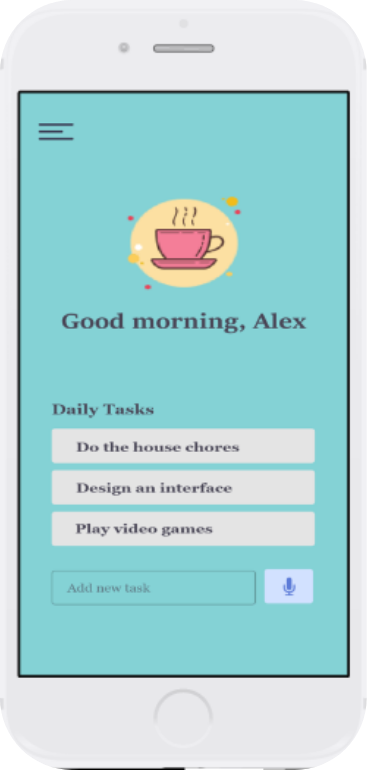 Good morning, Alex
Daily Tasks
Do the house chores
Design an interface
Play video games
Add new task